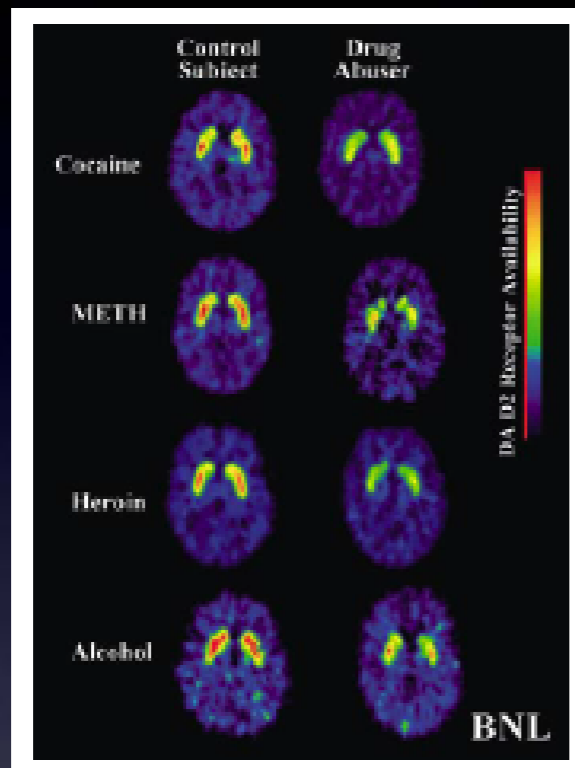 Control
Subject
Drug
Abuser
Cocaine
METH
Heroin
Alcohol
DA D2 Receptor Availability
BNL